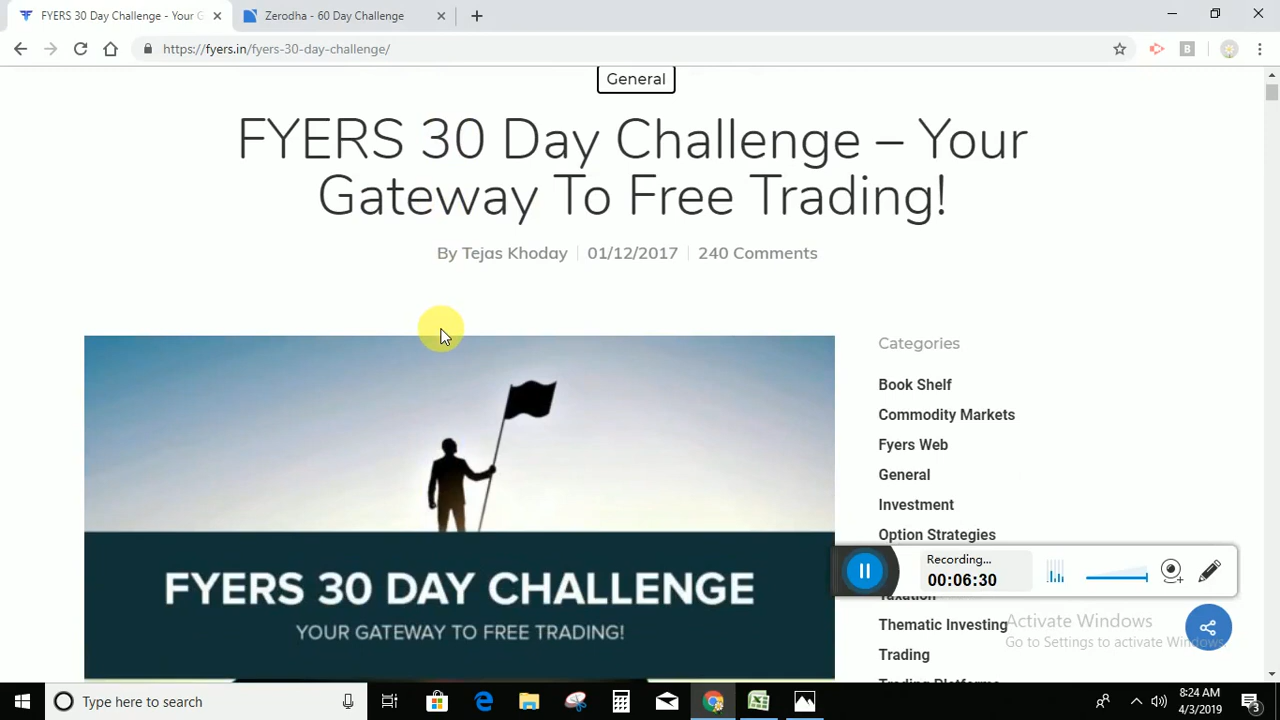 FYERS 30 Day Challenge - Your G
Zerodha - 60 Day Challenge
https://fyers.in/fyers-30-day-challenge/
General
FYERS 30 Day Challenge – Your
Gateway To Free Trading!
By Tejas Khoday 01/12/2017 240 Comments
FYERS 30 DAY CHALLENGE
YOUR GATEWAY TO FREE TRADING!
Categories
Book Shelf
Commodity Markets
Fyers Web
General
Investment
Option Strategies
Recording...
00:06:30
Taxation
Thematic Investing
Trading
Trading Platforms
Activate Windows
Go to Settings to activate Windows.
Type here to search
8:24 AM
4/3/2019
3